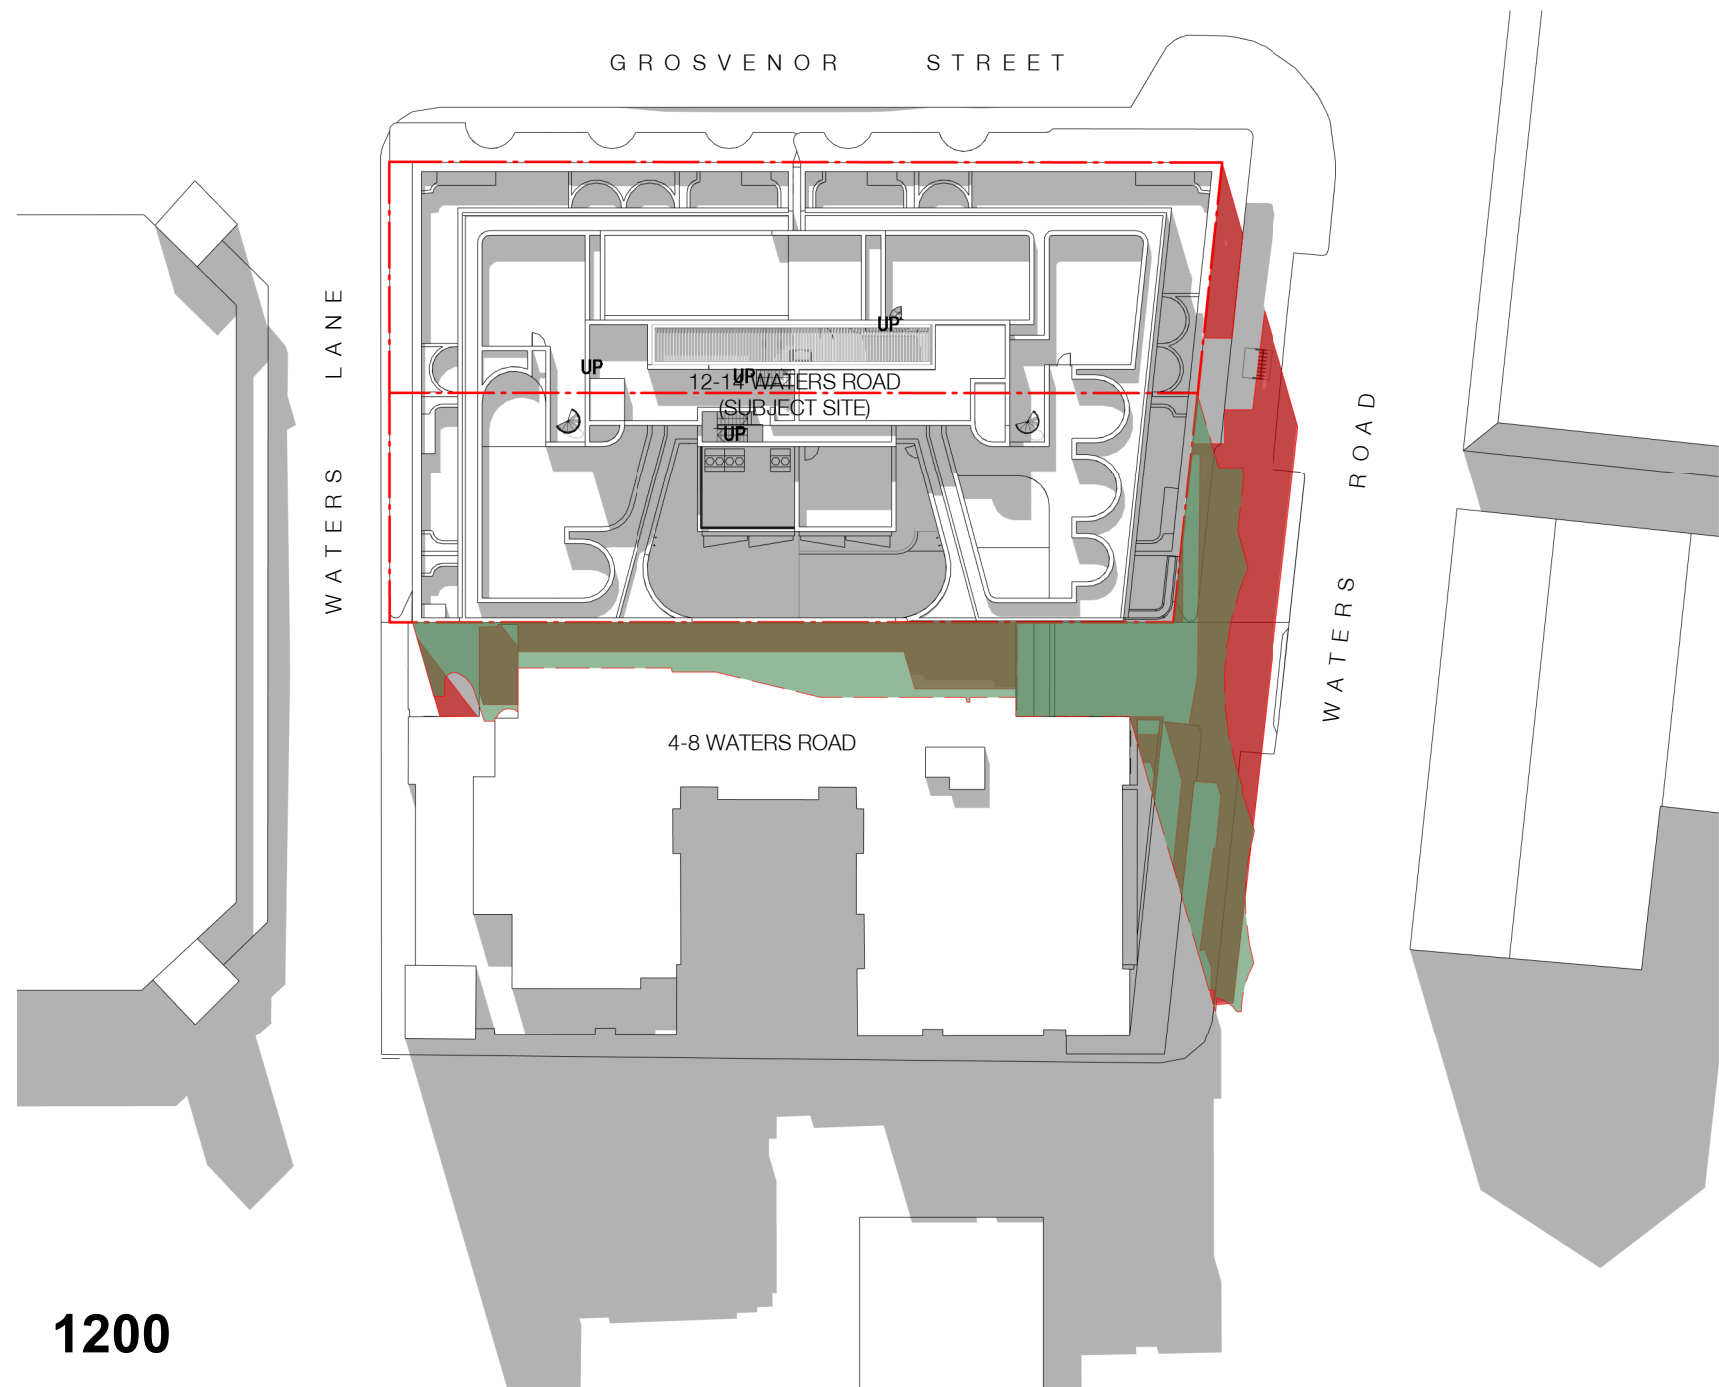 GROSVENOR STREET
WATERS LANE
UP
UP
UP
12-14 WATERS ROAD
(SUBJECT SITE)
UP
WATERS ROAD
4-8 WATERS ROAD
1200